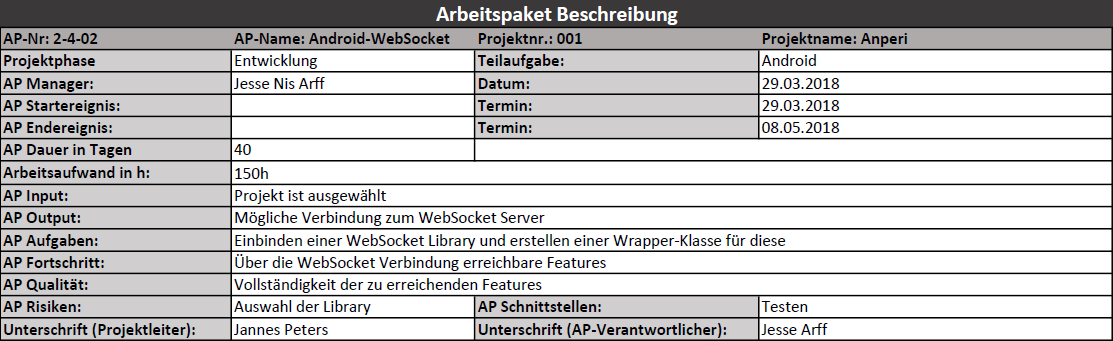 Arbeitspaket Beschreibung
AP-Nr: 2-4-02 AP-Name: Android-WebSocket Projektnr.: 001 Projektname: Anperi
Projektphase Entwicklung Teilaufgabe: Android
AP Manager: Jesse Nis Arff Datum: 29.03.2018
AP Startereignis: Termin: 29.03.2018
AP Endereignis: Termin: 08.05.2018
AP Dauer in Tagen 40
Arbeitsaufwand in h: 150h
AP Input: Projekt ist ausgewählt
AP Output: Mögliche Verbindung zum WebSocket Server
AP Aufgaben: Einbinden einer WebSocket Library und erstellen einer Wrapper-Klasse für diese
AP Fortschritt: Über die WebSocket Verbindung erreichbare Features
AP Qualität: Vollständigkeit der zu erreichenden Features
AP Risiken: Auswahl der Library AP Schnittstellen: Testen
Unterschrift (Projektleiter): Jannes Peters Unterschrift (AP-Verantwortlicher): Jesse Arff